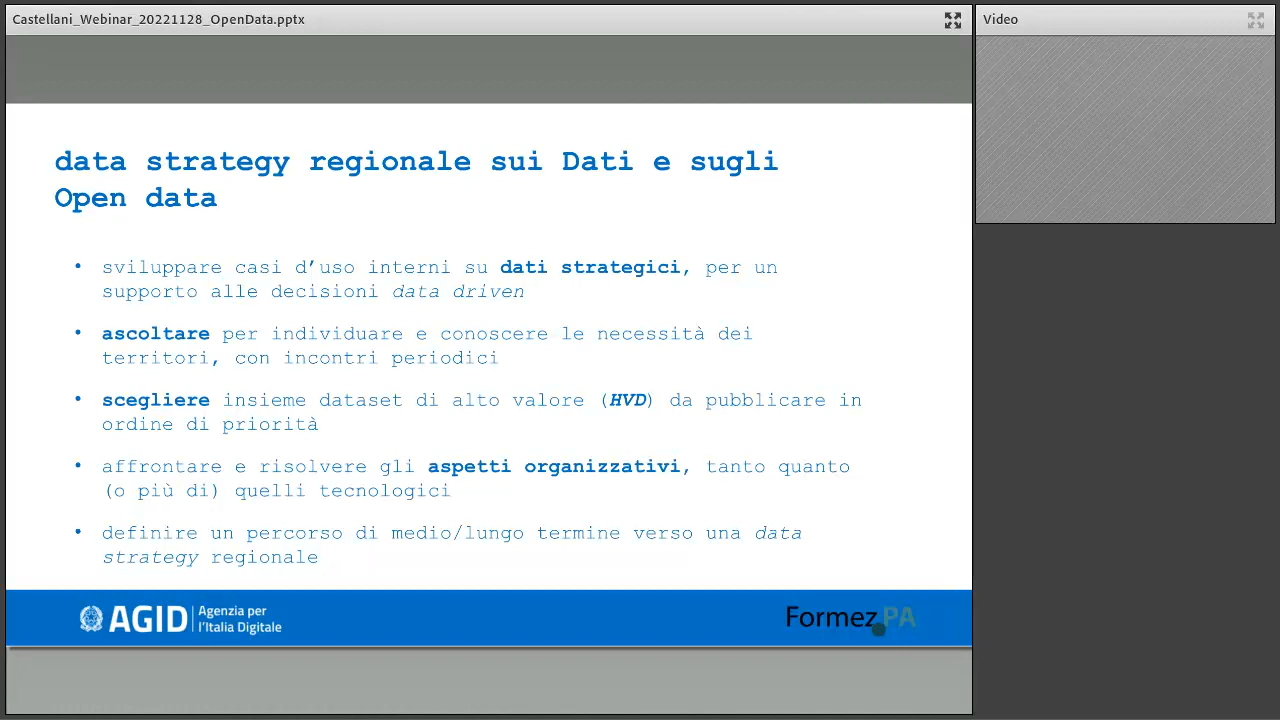 Castellani_Webinar_20221128_OpenData.pptx
Video
data strategy regionale sui Dati e sugli
Open data
• sviluppare casi d’uso interni su dati strategici, per un
supporto alle decisioni data driven
• ascoltare per individuare e conoscere le necessità dei
territori, con incontri periodici
• scegliere insieme dataset di alto valore (HVD) da pubblicare in
ordine di priorità
• affrontare e risolvere gli aspetti organizzativi, tanto quanto
(o più di) quelli tecnologici
• definire un percorso di medio/lungo termine verso una data
strategy regionale
AGID Agenzia per
l’Italia Digitale
Formez PA